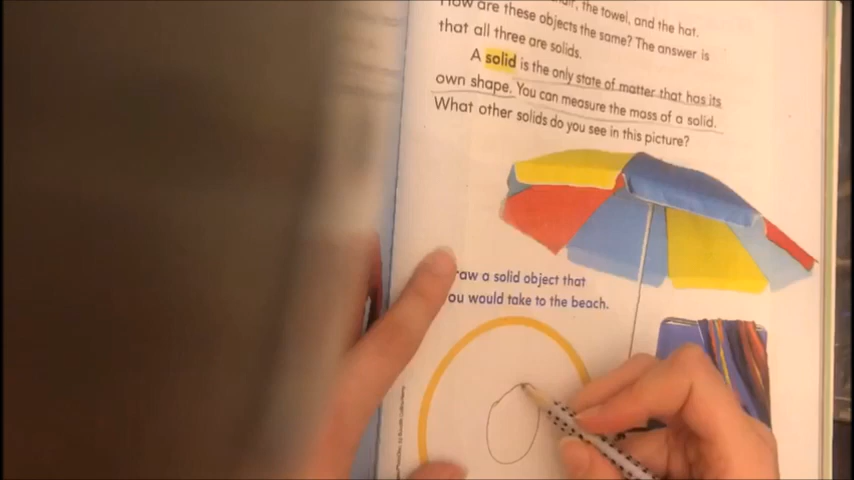 How are these objects the same? The answer is
that all three are solids.
A solid is the only state of matter that has its
own shape. You can measure the mass of a solid.
What other solids do you see in this picture?
raw a solid object that
ou would take to the beach.
the towel, and the hat.